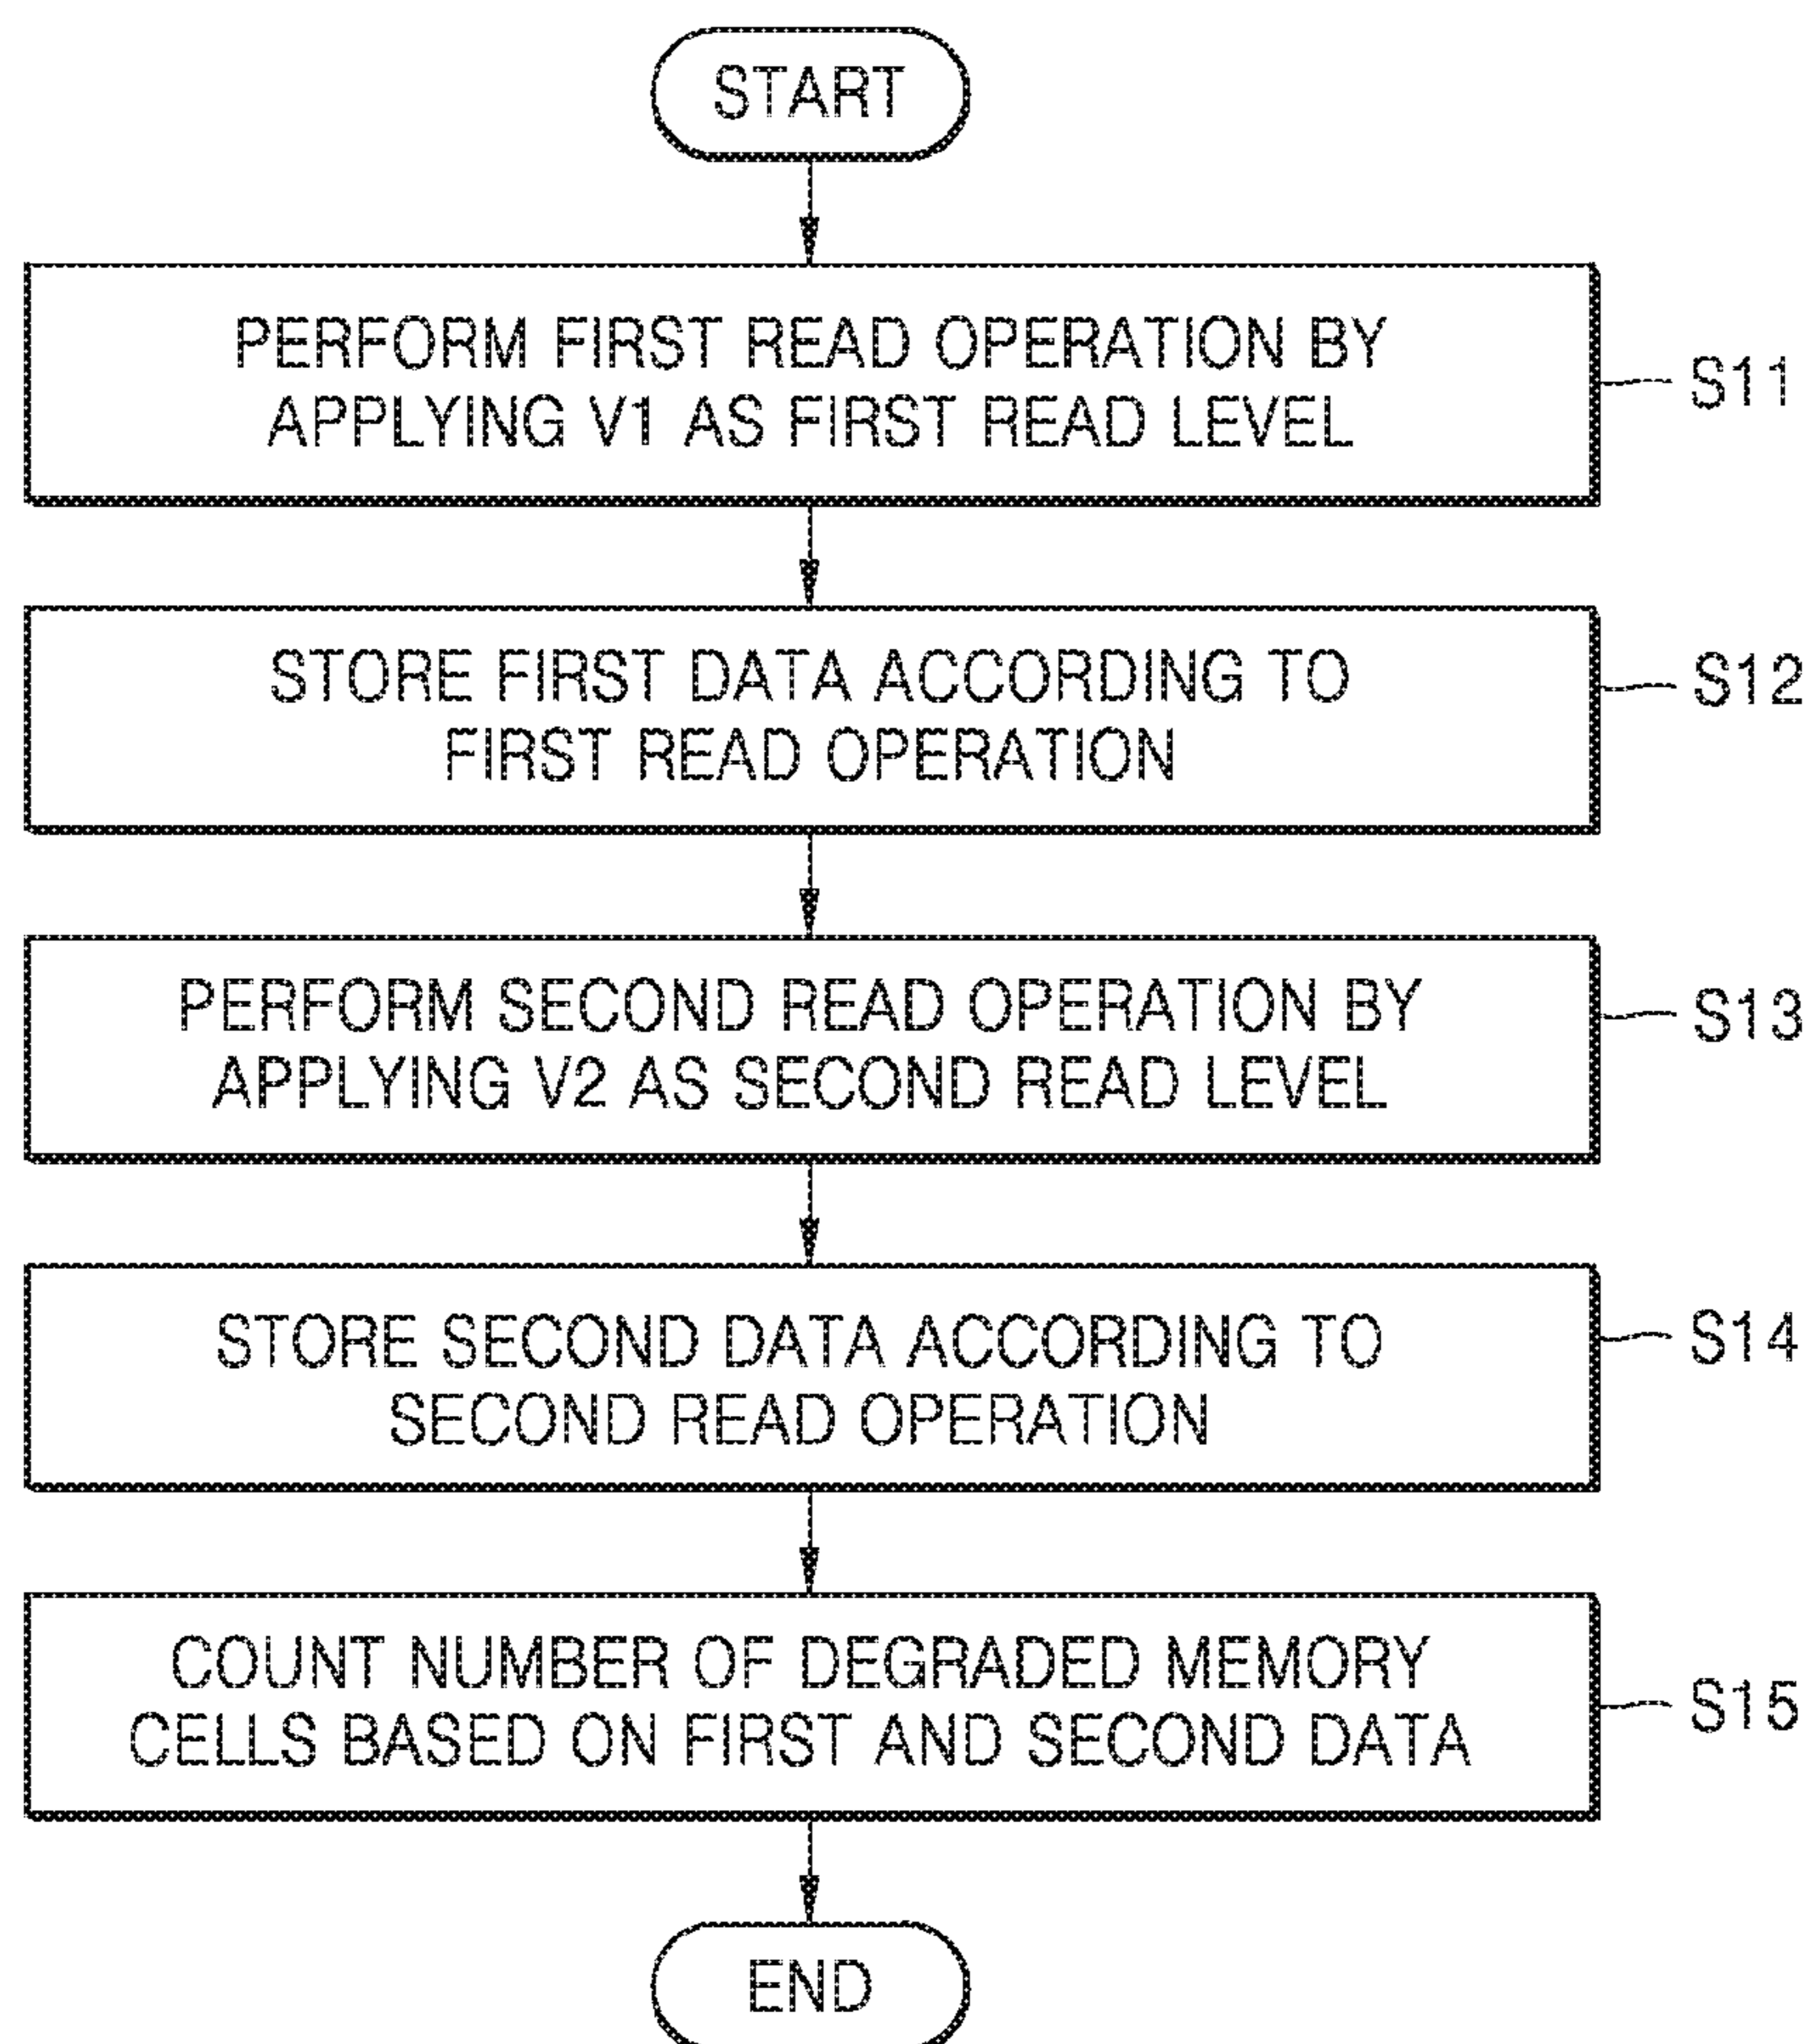 START
PERFORM FIRST READ OPERATION BY
APPLYING V1 AS FIRST READ LEVEL
S11
STORE FIRST DATA ACCORDING TO
FIRST READ OPERATION
S12
PERFORM SECOND READ OPERATION BY
APPLYING V2 AS SECOND READ LEVEL
S13
STORE SECOND DATA ACCORDING TO
SECOND READ OPERATION
S14
COUNT NUMBER OF DEGRADED MEMORY
CELLS BASED ON FIRST AND SECOND DATA
S15
END